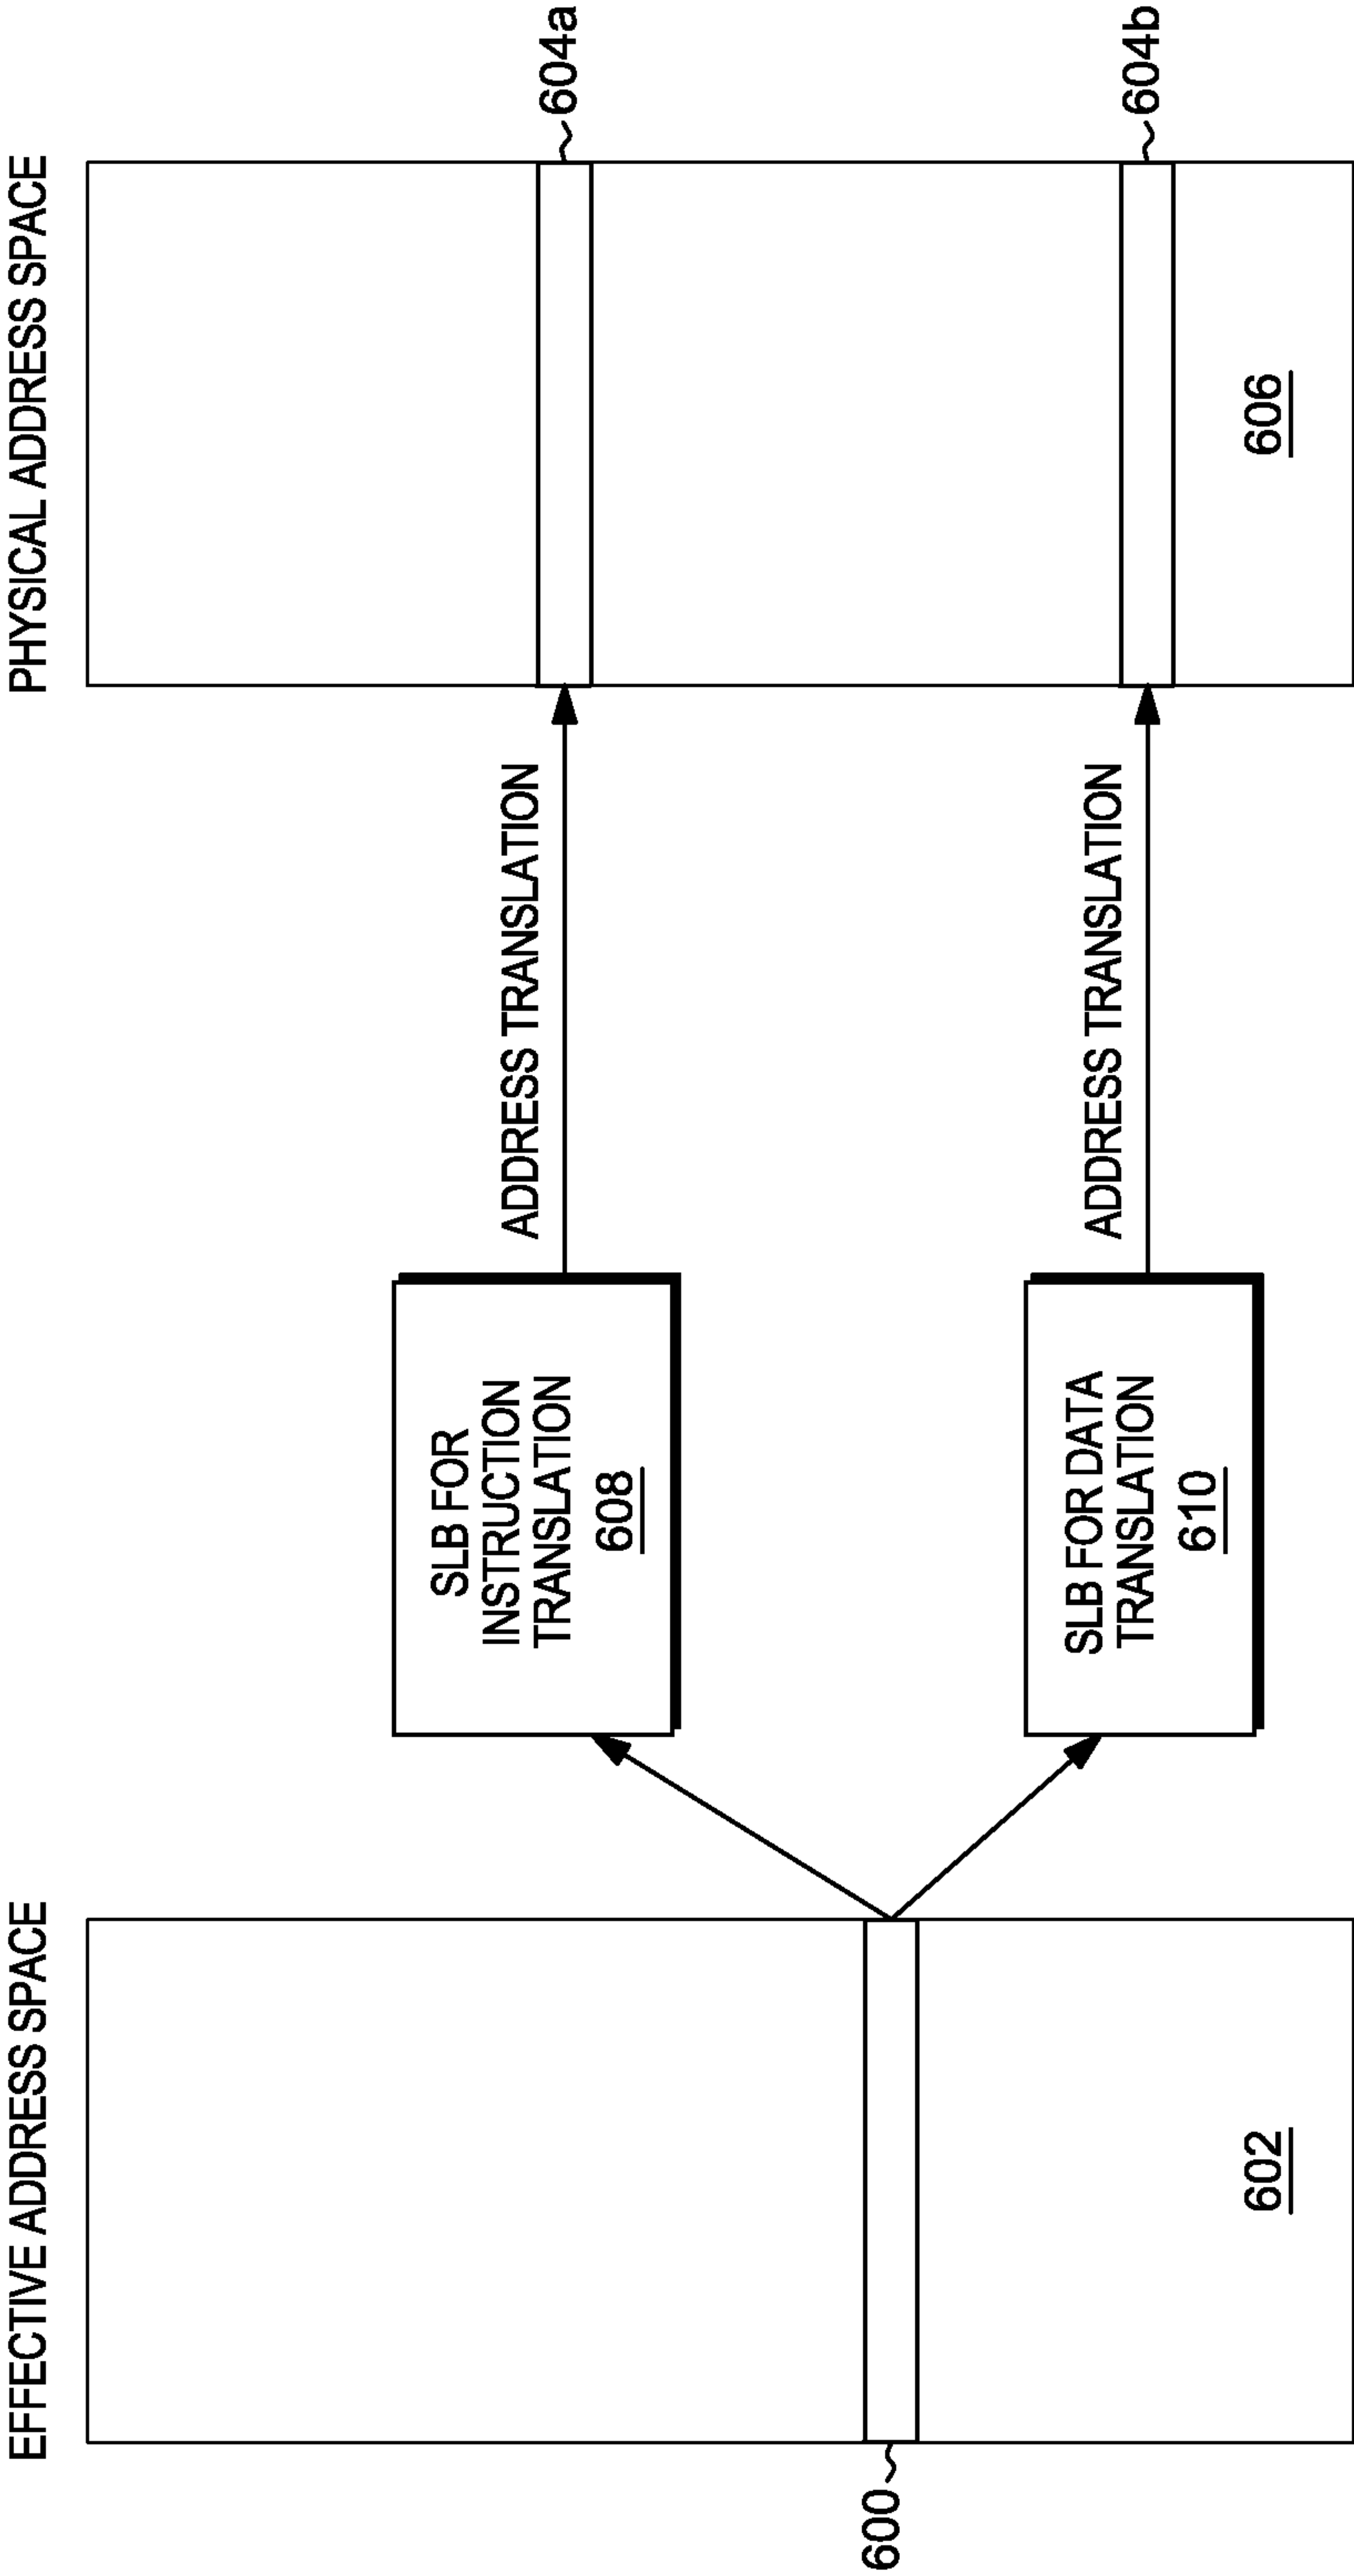 EFFECTIVE ADDRESS SPACE
PHYSICAL ADDRESS SPACE
600
602
SLB FOR
INSTRUCTION
TRANSLATION
608
ADDRESS TRANSLATION
604a
SLB FOR DATA
TRANSLATION
610
ADDRESS TRANSLATION
604b
606